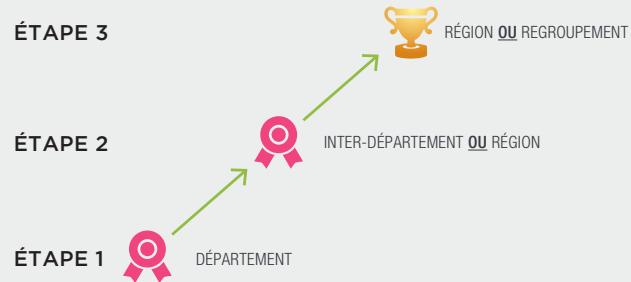 ÉTAPE 3 RÉGION OU REGROUPEMENT
ÉTAPE 2 INTER-DÉPARTEMENT OU RÉGION
ÉTAPE 1 DÉPARTEMENT